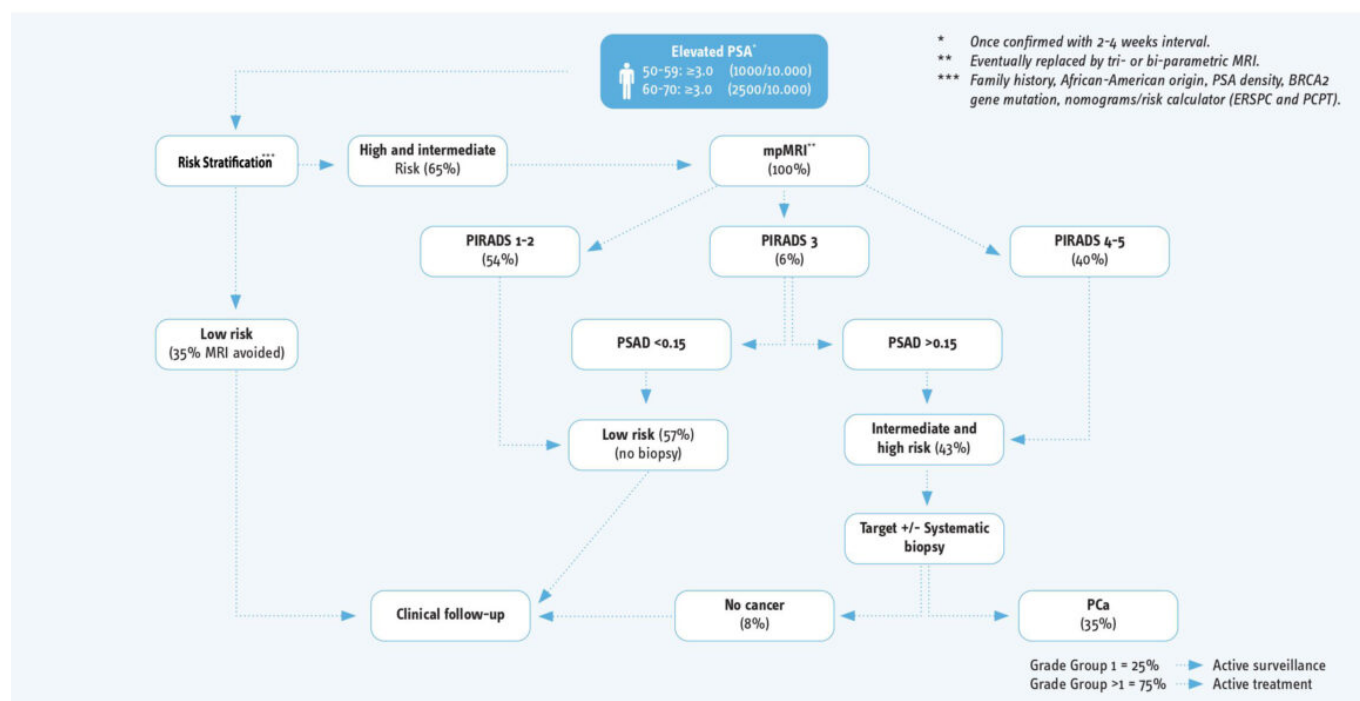 Elevated PSA*
50-59: ≥3.0 (1000/10.000)
60-70: ≥3.0 (2500/10.000)
* Once confirmed with 2-4 weeks interval.
** Eventually replaced by tri- or bi-parametric MRI.
*** Family history, African-American origin, PSA density, BRCA2
gene mutation, nomograms/risk calculator (ERSPC and PCPT).
Risk Stratification***
High and intermediate
Risk (65%)
mpMRI**
(100%)
PIRADS 1-2
(54%)
PIRADS 3
(6%)
PIRADS 4-5
(40%)
Low risk
(35% MRI avoided)
PSAD <0.15
PSAD >0.15
Low risk (57%)
(no biopsy)
Intermediate and
high risk (43%)
Target +/- Systematic
biopsy
Clinical follow-up
No cancer
(8%)
PCa
(35%)
Grade Group 1 = 25% Active surveillance
Grade Group >1 = 75% Active treatment